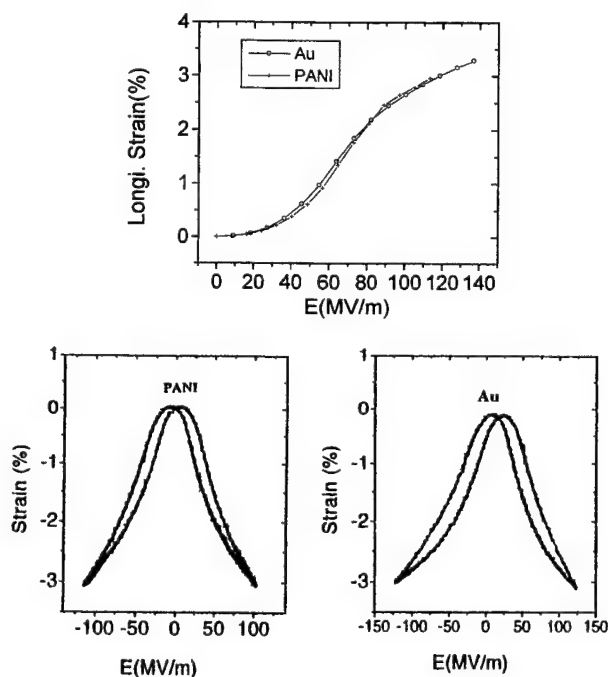 4
3
2
1
0
Longi. Strain(%)
Au
PANI
0 20 40 60 80 100 120 140
E(MV/m)
1
0
-1
-2
-3
Strain (%)
PANI
-100 -50 0 50 100
E(MV/m)
1
0
-1
-2
-3
Strain (%)
Au
-150 -100 -50 0 50 100 150
E(MV/m)